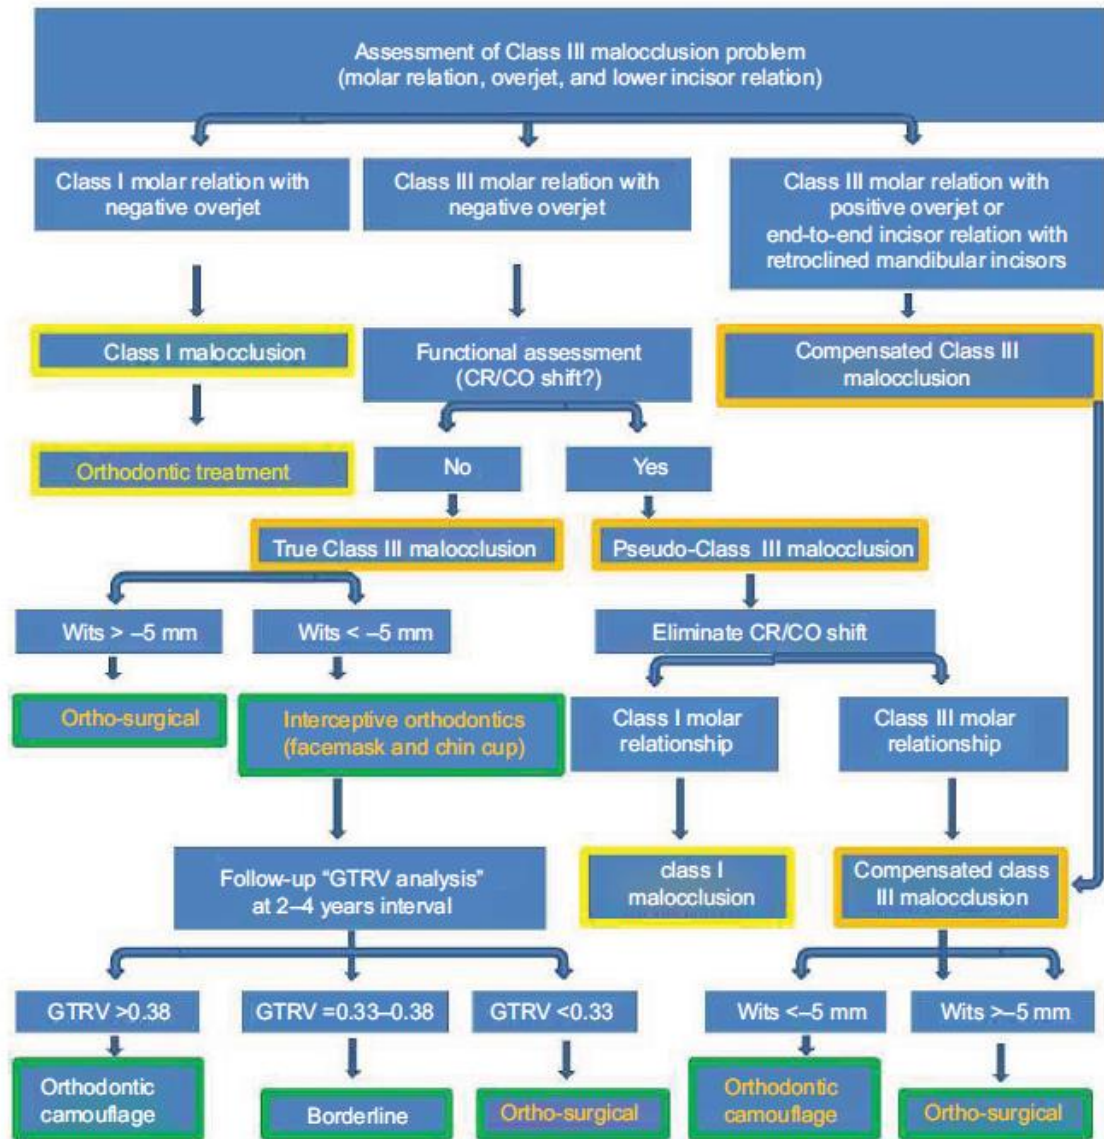 Assessment of Class III malocclusion problem
(molar relation, overjet, and lower incisor relation)
Class I molar relation with
negative overjet
Class III molar relation with
negative overjet
Class III molar relation with
positive overjet or
end-to-end incisor relation with
retroclined mandibular incisors
Class I malocclusion
Functional assessment
(CR/CO shift?)
Compensated Class III
malocclusion
Orthodontic treatment
No
Yes
True Class III malocclusion
Pseudo-Class III malocclusion
Wits > –5 mm
Wits < –5 mm
Eliminate CR/CO shift
Ortho-surgical
Interceptive orthodontics
(facemask and chin cup)
Class I molar
relationship
Class III molar
relationship
Follow-up “GTRV analysis”
at 2–4 years interval
class I
malocclusion
Compensated class
III malocclusion
GTRV >0.38
GTRV =0.33–0.38
GTRV <0.33
Wits <–5 mm
Wits >–5 mm
Orthodontic
camouflage
Borderline
Ortho-surgical
Orthodontic
camouflage
Ortho-surgical